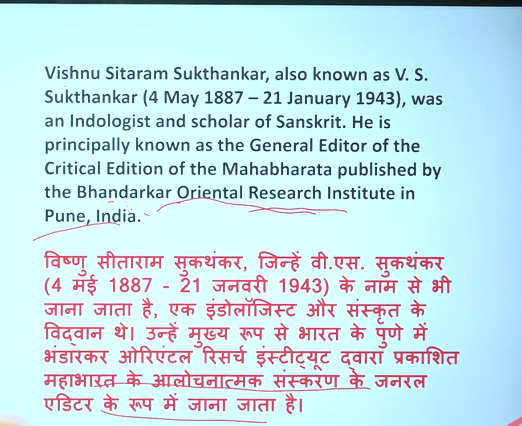 Vishnu Sitaram Sukthankar, also known as V. S.
Sukthankar (4 May 1887 – 21 January 1943), was
an Indologist and scholar of Sanskrit. He is
principally known as the General Editor of the
Critical Edition of the Mahabharata published by
the Bhandarkar Oriental Research Institute in
Pune, India.
विष्णु सीताराम सुकथंकर, जिन्हें वी.एस. सुकथंकर
(4 मई 1887 - 21 जनवरी 1943) के नाम से भी
जाना जाता है, एक इंडोलॉजिस्ट और संस्कृत के
विद्वान थे। उन्हें मुख्य रूप से भारत के पुणे में
भंडारकर ओरिएंटल रिसर्च इंस्टीट्यूट द्वारा प्रकाशित
महाभारत के आलोचनात्मक संस्करण के जनरल
एडिटर के रूप में जाना जाता है।